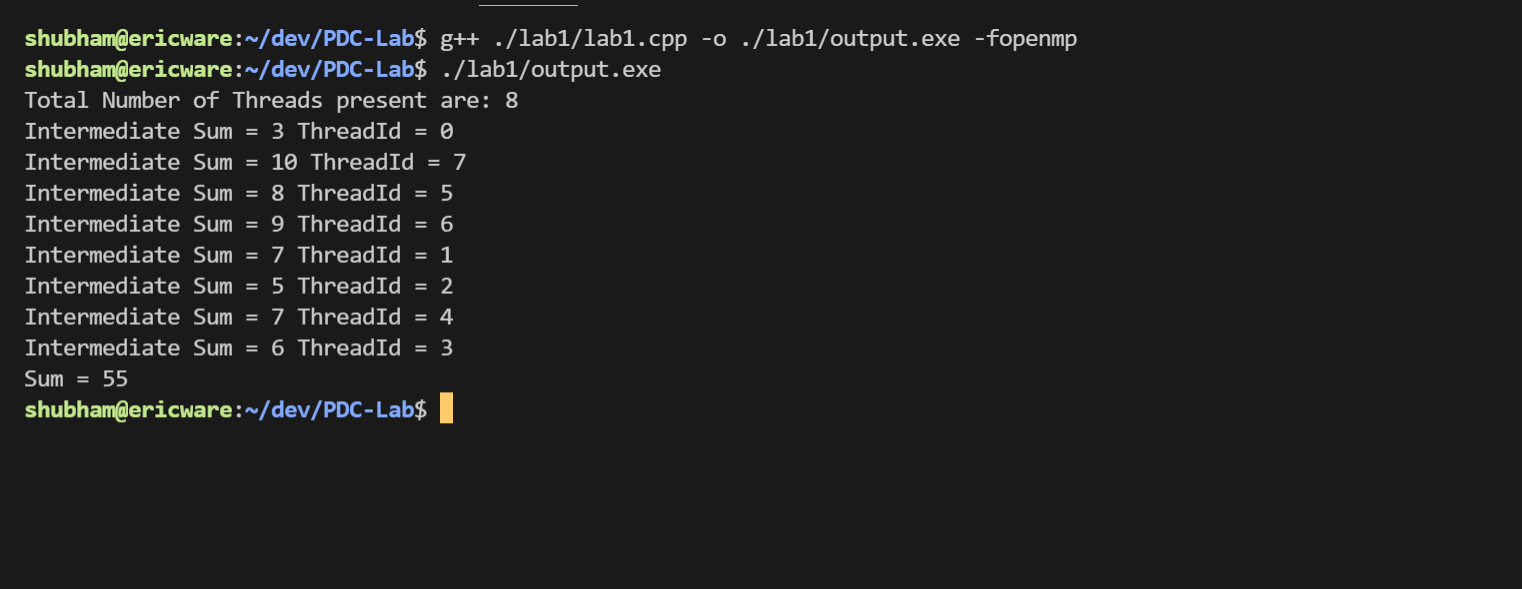 shubham@ericware:~/dev/PDC-Lab$ g++ ./lab1/lab1.cpp -o ./lab1/output.exe -fopenmp
shubham@ericware:~/dev/PDC-Lab$ ./lab1/output.exe
Total Number of Threads present are: 8
Intermediate Sum = 3 ThreadId = 0
Intermediate Sum = 10 ThreadId = 7
Intermediate Sum = 8 ThreadId = 5
Intermediate Sum = 9 ThreadId = 6
Intermediate Sum = 7 ThreadId = 1
Intermediate Sum = 5 ThreadId = 2
Intermediate Sum = 7 ThreadId = 4
Intermediate Sum = 6 ThreadId = 3
Sum = 55
shubham@ericware:~/dev/PDC-Lab$